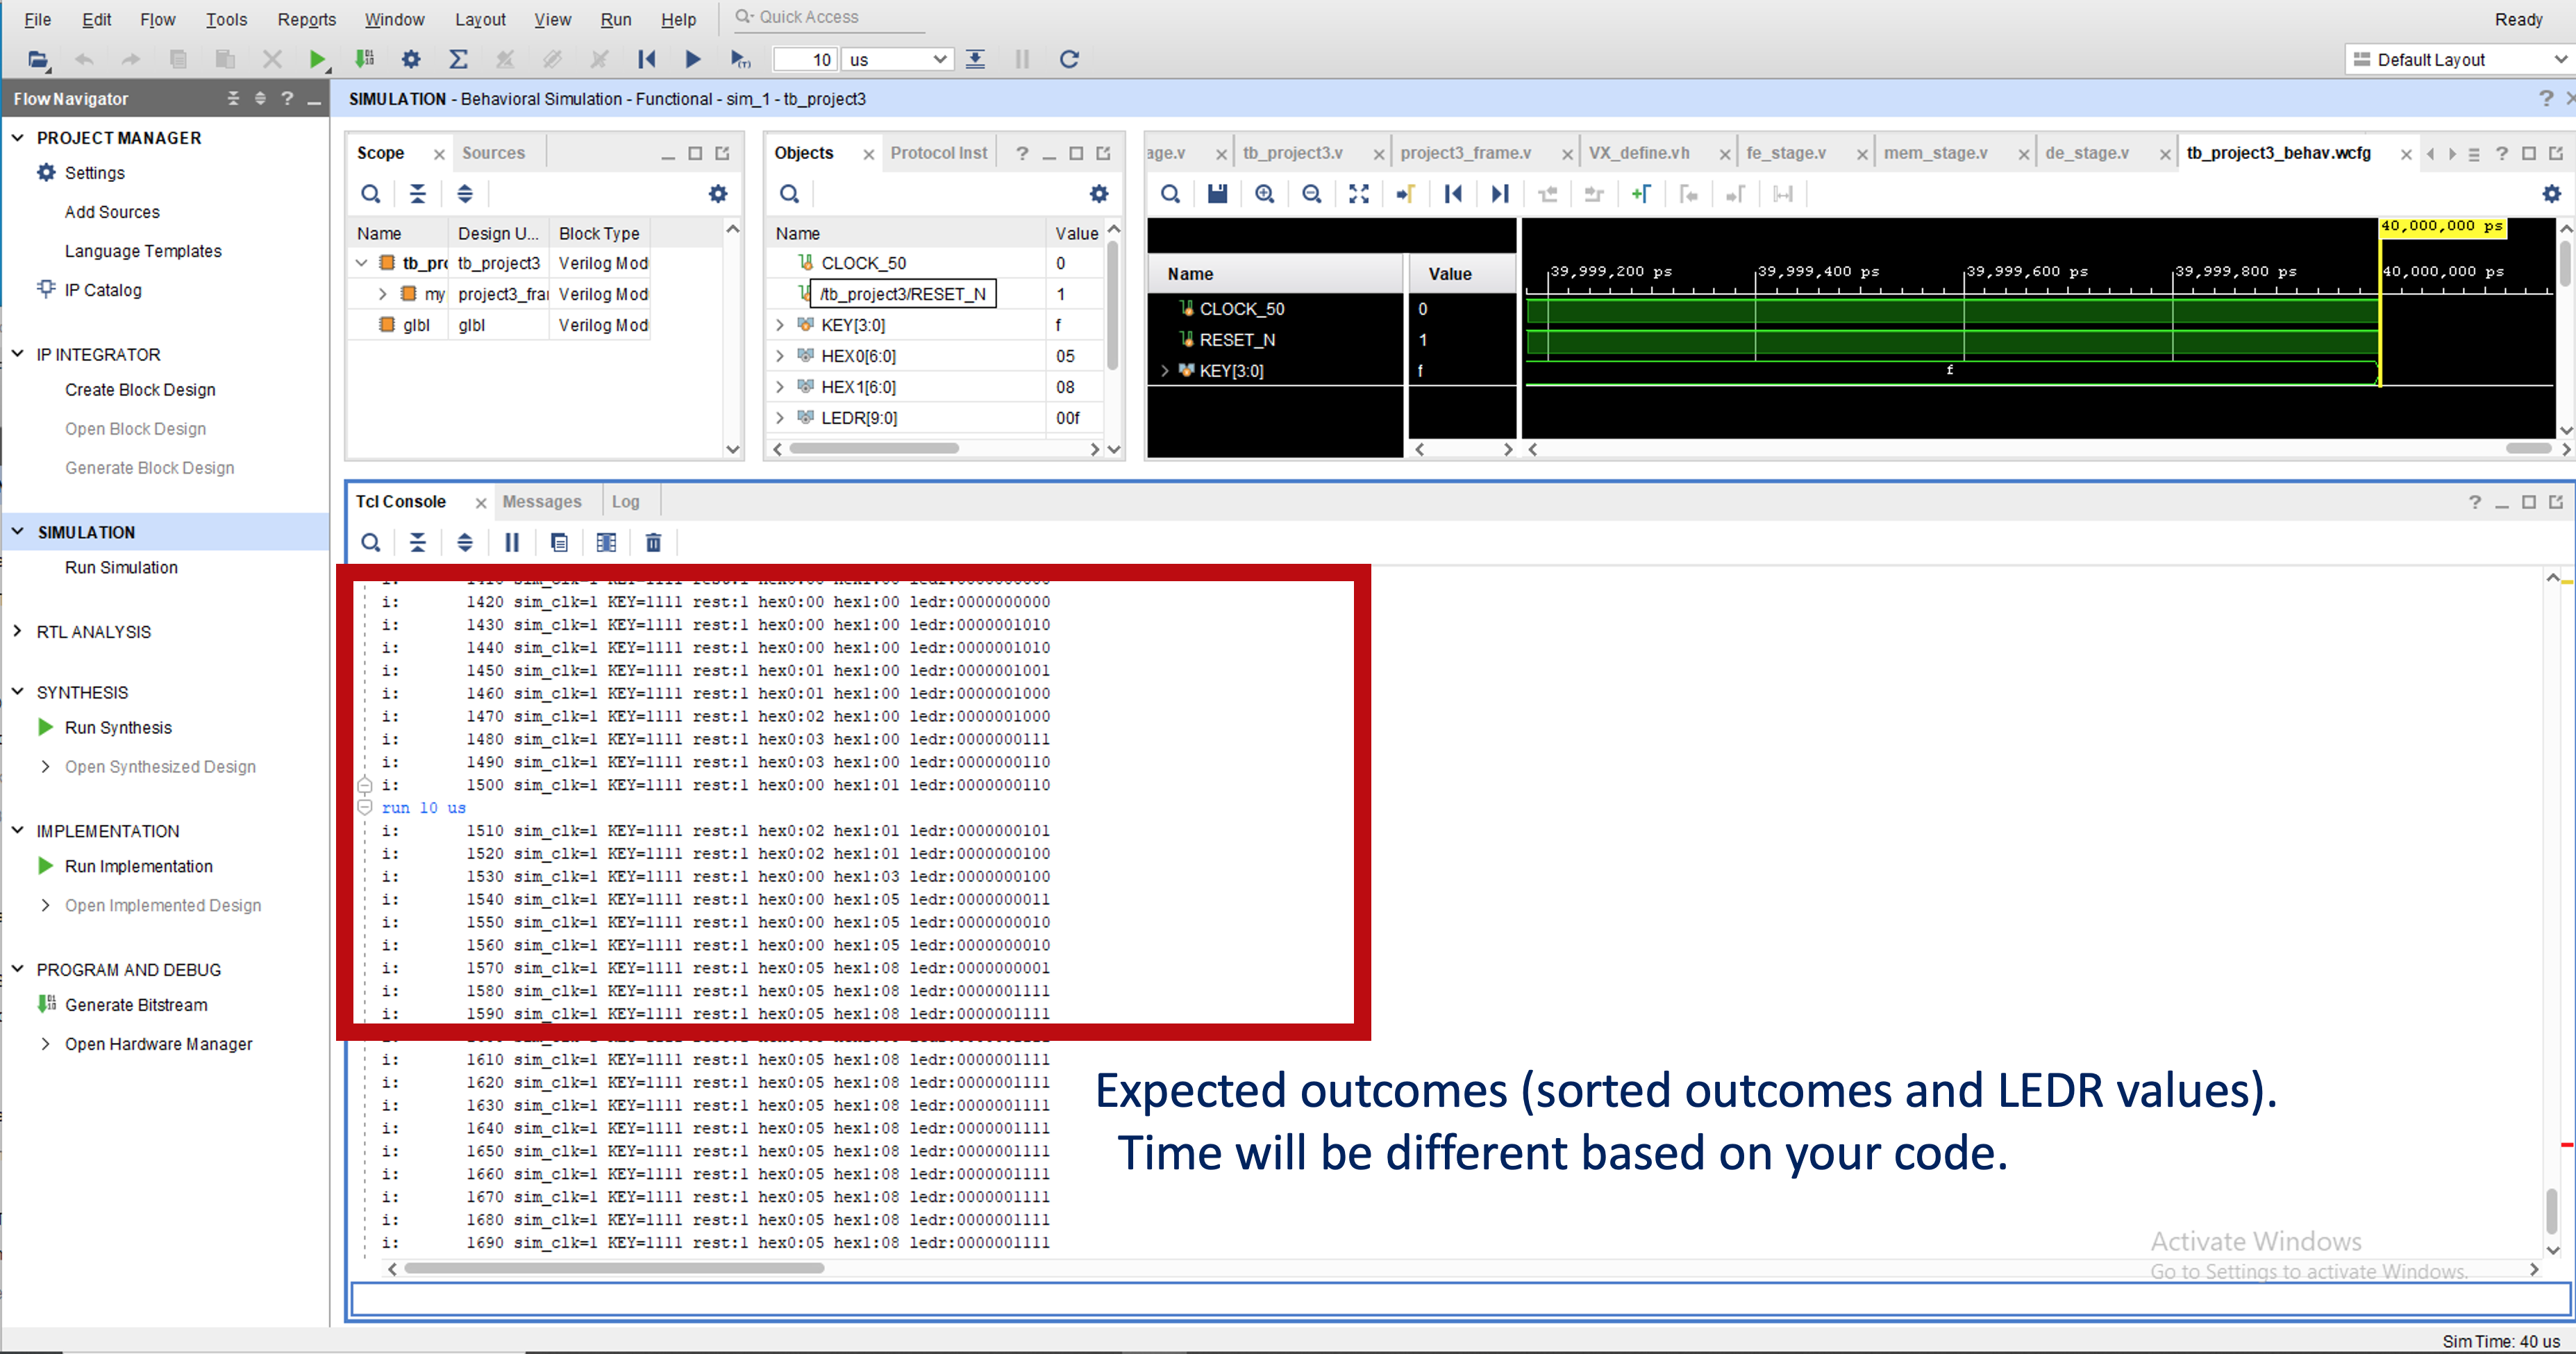 File Edit Flow Tools Reports Window Layout View Run Help Quick Access Ready
10 us Default Layout
Flow Navigator
SIMULATION - Behavioral Simulation - Functional - sim_1 - tb_project3
PROJECT MANAGER
Settings
Add Sources
Language Templates
IP Catalog
IP INTEGRATOR
Create Block Design
Open Block Design
Generate Block Design
SIMULATION
Run Simulation
RTL ANALYSIS
SYNTHESIS
Run Synthesis
Open Synthesized Design
IMPLEMENTATION
Run Implementation
Open Implemented Design
PROGRAM AND DEBUG
Generate Bitstream
Open Hardware Manager
Scope Sources
Name Design U... Block Type
tb_pro tb_project3 Verilog Mod
my project3_fra Verilog Mod
glbl glbl Verilog Mod
Objects Protocol Inst
Name Value
CLOCK_50 0
/tb_project3/RESET_N 1
KEY[3:0] f
HEX0[6:0] 05
HEX1[6:0] 08
LEDR[9:0] 00f
age.v tb_project3.v project3_frame.v VX_define.vh fe_stage.v mem_stage.v de_stage.v tb_project3_behav.wcfg
40,000,000 ps
Name Value 39,999,200 ps 39,999,400 ps 39,999,600 ps 39,999,800 ps 40,000,000 ps
CLOCK_50 0
RESET_N 1
KEY[3:0] f f
Tcl Console Messages Log
i: 1420 sim_clk=1 KEY=1111 rest:1 hex0:00 hex1:00 ledr:0000000000
i: 1430 sim_clk=1 KEY=1111 rest:1 hex0:00 hex1:00 ledr:0000001010
i: 1440 sim_clk=1 KEY=1111 rest:1 hex0:00 hex1:00 ledr:0000001010
i: 1450 sim_clk=1 KEY=1111 rest:1 hex0:01 hex1:00 ledr:0000001001
i: 1460 sim_clk=1 KEY=1111 rest:1 hex0:01 hex1:00 ledr:0000001000
i: 1470 sim_clk=1 KEY=1111 rest:1 hex0:02 hex1:00 ledr:0000001000
i: 1480 sim_clk=1 KEY=1111 rest:1 hex0:03 hex1:00 ledr:0000000111
i: 1490 sim_clk=1 KEY=1111 rest:1 hex0:03 hex1:00 ledr:0000000110
i: 1500 sim_clk=1 KEY=1111 rest:1 hex0:00 hex1:01 ledr:0000000110
run 10 us
i: 1510 sim_clk=1 KEY=1111 rest:1 hex0:02 hex1:01 ledr:0000000101
i: 1520 sim_clk=1 KEY=1111 rest:1 hex0:02 hex1:01 ledr:0000000100
i: 1530 sim_clk=1 KEY=1111 rest:1 hex0:00 hex1:03 ledr:0000000100
i: 1540 sim_clk=1 KEY=1111 rest:1 hex0:00 hex1:05 ledr:0000000011
i: 1550 sim_clk=1 KEY=1111 rest:1 hex0:00 hex1:05 ledr:0000000010
i: 1560 sim_clk=1 KEY=1111 rest:1 hex0:00 hex1:05 ledr:0000000010
i: 1570 sim_clk=1 KEY=1111 rest:1 hex0:05 hex1:08 ledr:0000000001
i: 1580 sim_clk=1 KEY=1111 rest:1 hex0:05 hex1:08 ledr:0000001111
i: 1590 sim_clk=1 KEY=1111 rest:1 hex0:05 hex1:08 ledr:0000001111
i: 1610 sim_clk=1 KEY=1111 rest:1 hex0:05 hex1:08 ledr:0000001111
i: 1620 sim_clk=1 KEY=1111 rest:1 hex0:05 hex1:08 ledr:0000001111
i: 1630 sim_clk=1 KEY=1111 rest:1 hex0:05 hex1:08 ledr:0000001111
i: 1640 sim_clk=1 KEY=1111 rest:1 hex0:05 hex1:08 ledr:0000001111
i: 1650 sim_clk=1 KEY=1111 rest:1 hex0:05 hex1:08 ledr:0000001111
i: 1660 sim_clk=1 KEY=1111 rest:1 hex0:05 hex1:08 ledr:0000001111
i: 1670 sim_clk=1 KEY=1111 rest:1 hex0:05 hex1:08 ledr:0000001111
i: 1680 sim_clk=1 KEY=1111 rest:1 hex0:05 hex1:08 ledr:0000001111
i: 1690 sim_clk=1 KEY=1111 rest:1 hex0:05 hex1:08 ledr:0000001111
Expected outcomes (sorted outcomes and LEDR values).
Time will be different based on your code.
Activate Windows
Go to Settings to activate Windows.
Sim Time: 40 us